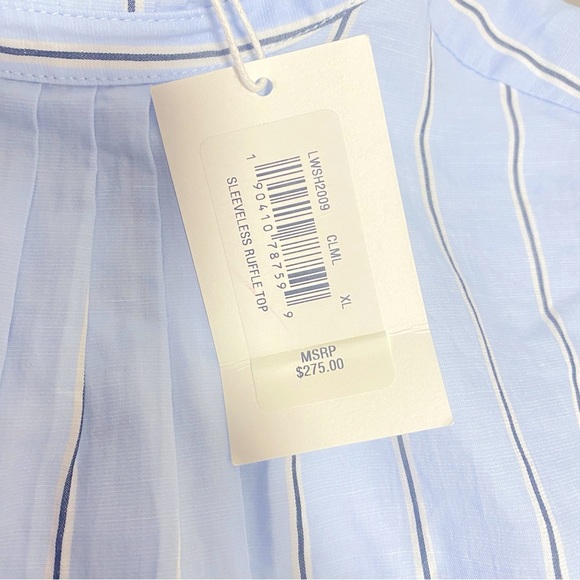 LWSH2009 CLML XL
1 90410 78759 9
SLEEVELESS RUFFLE TOP
MSRP
$275.00